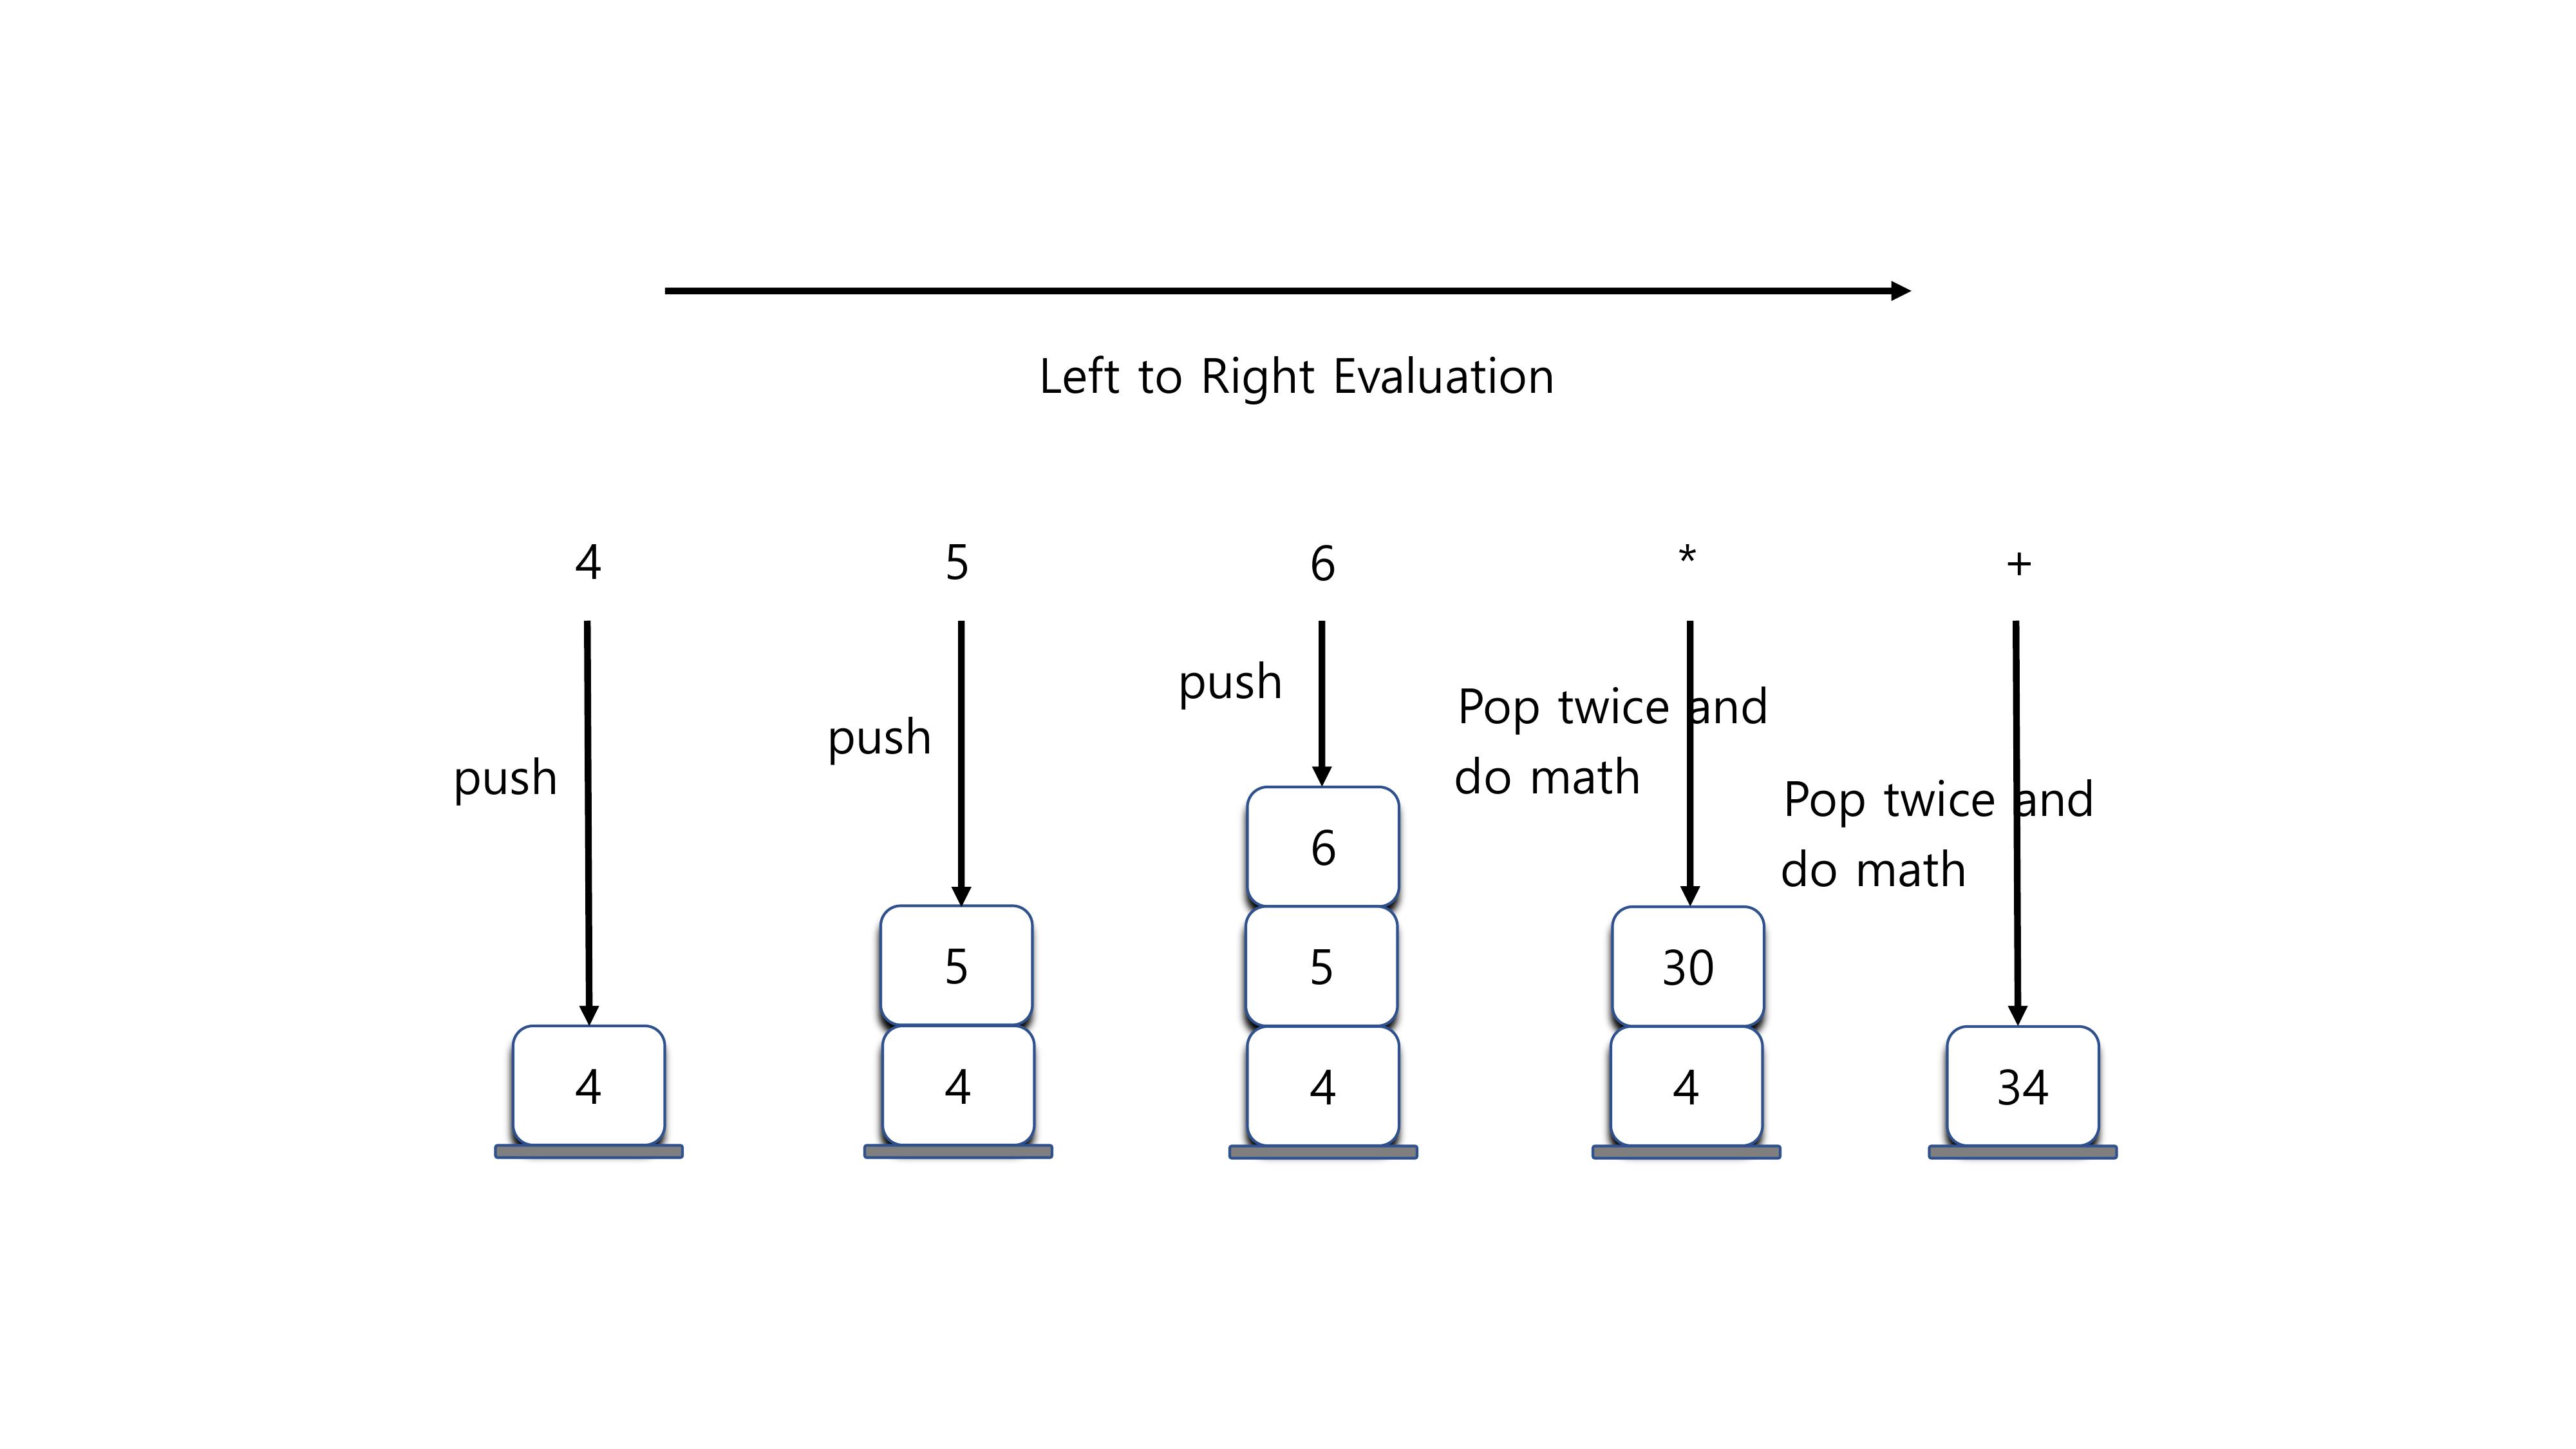 Left to Right Evaluation
4 5 6 * +
push
Pop twice and
do math
push
push
Pop twice and
do math
6
5 5 30
4 4 4 4 34